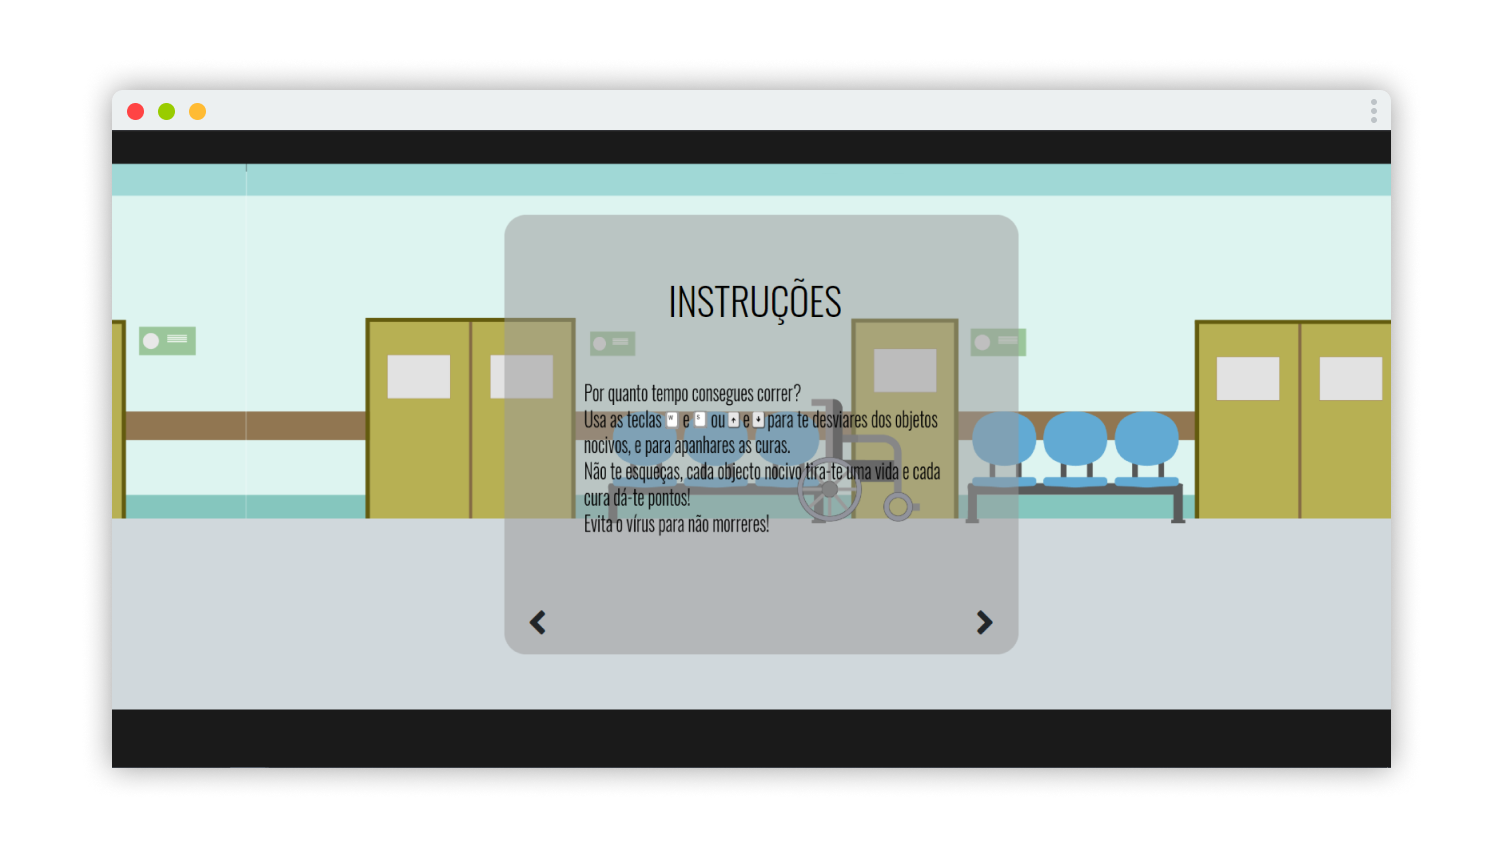 INSTRUÇÕES
Por quanto tempo consegues correr?
Usa as teclas W e S ou ↑ e ↓ para te desviares dos objetos
nocivos, e para apanhares as curas.
Não te esqueças, cada objecto nocivo tira-te uma vida e cada
cura dá-te pontos!
Evita o vírus para não morreres!